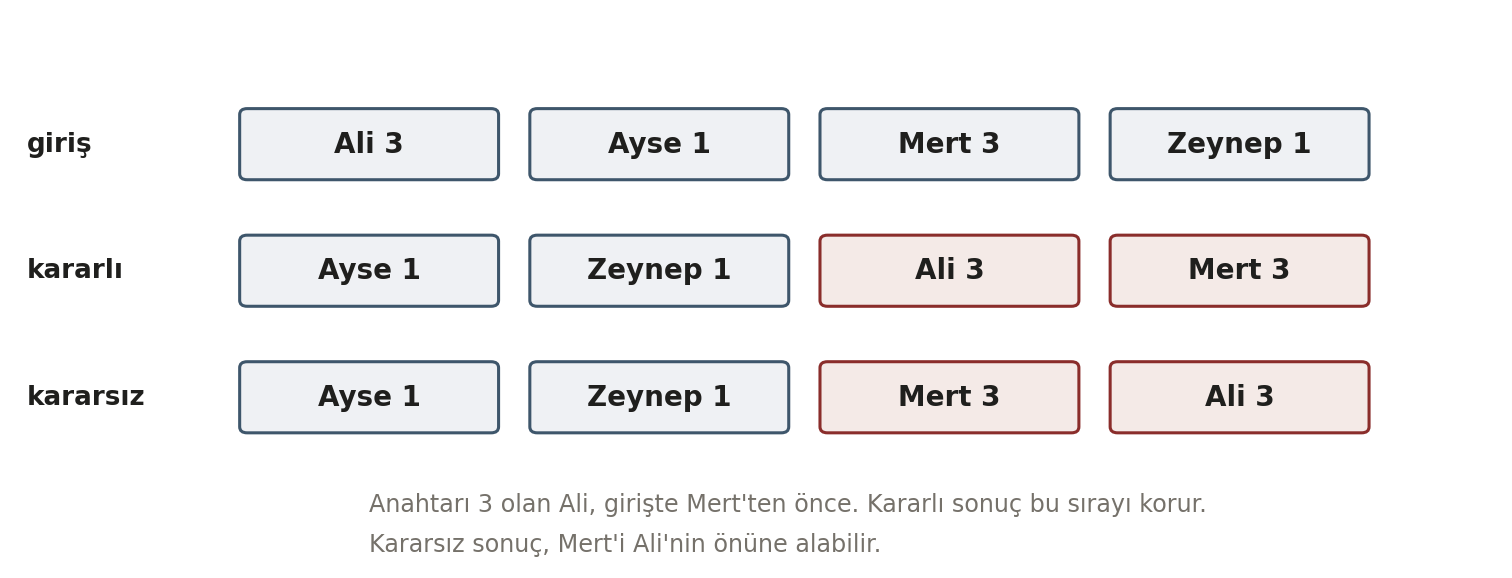 giriş Ali 3 Ayse 1 Mert 3 Zeynep 1
kararlı Ayse 1 Zeynep 1 Ali 3 Mert 3
kararsız Ayse 1 Zeynep 1 Mert 3 Ali 3
Anahtarı 3 olan Ali, girişte Mert'ten önce. Kararlı sonuç bu sırayı korur.
Kararsız sonuç, Mert'i Ali'nin önüne alabilir.